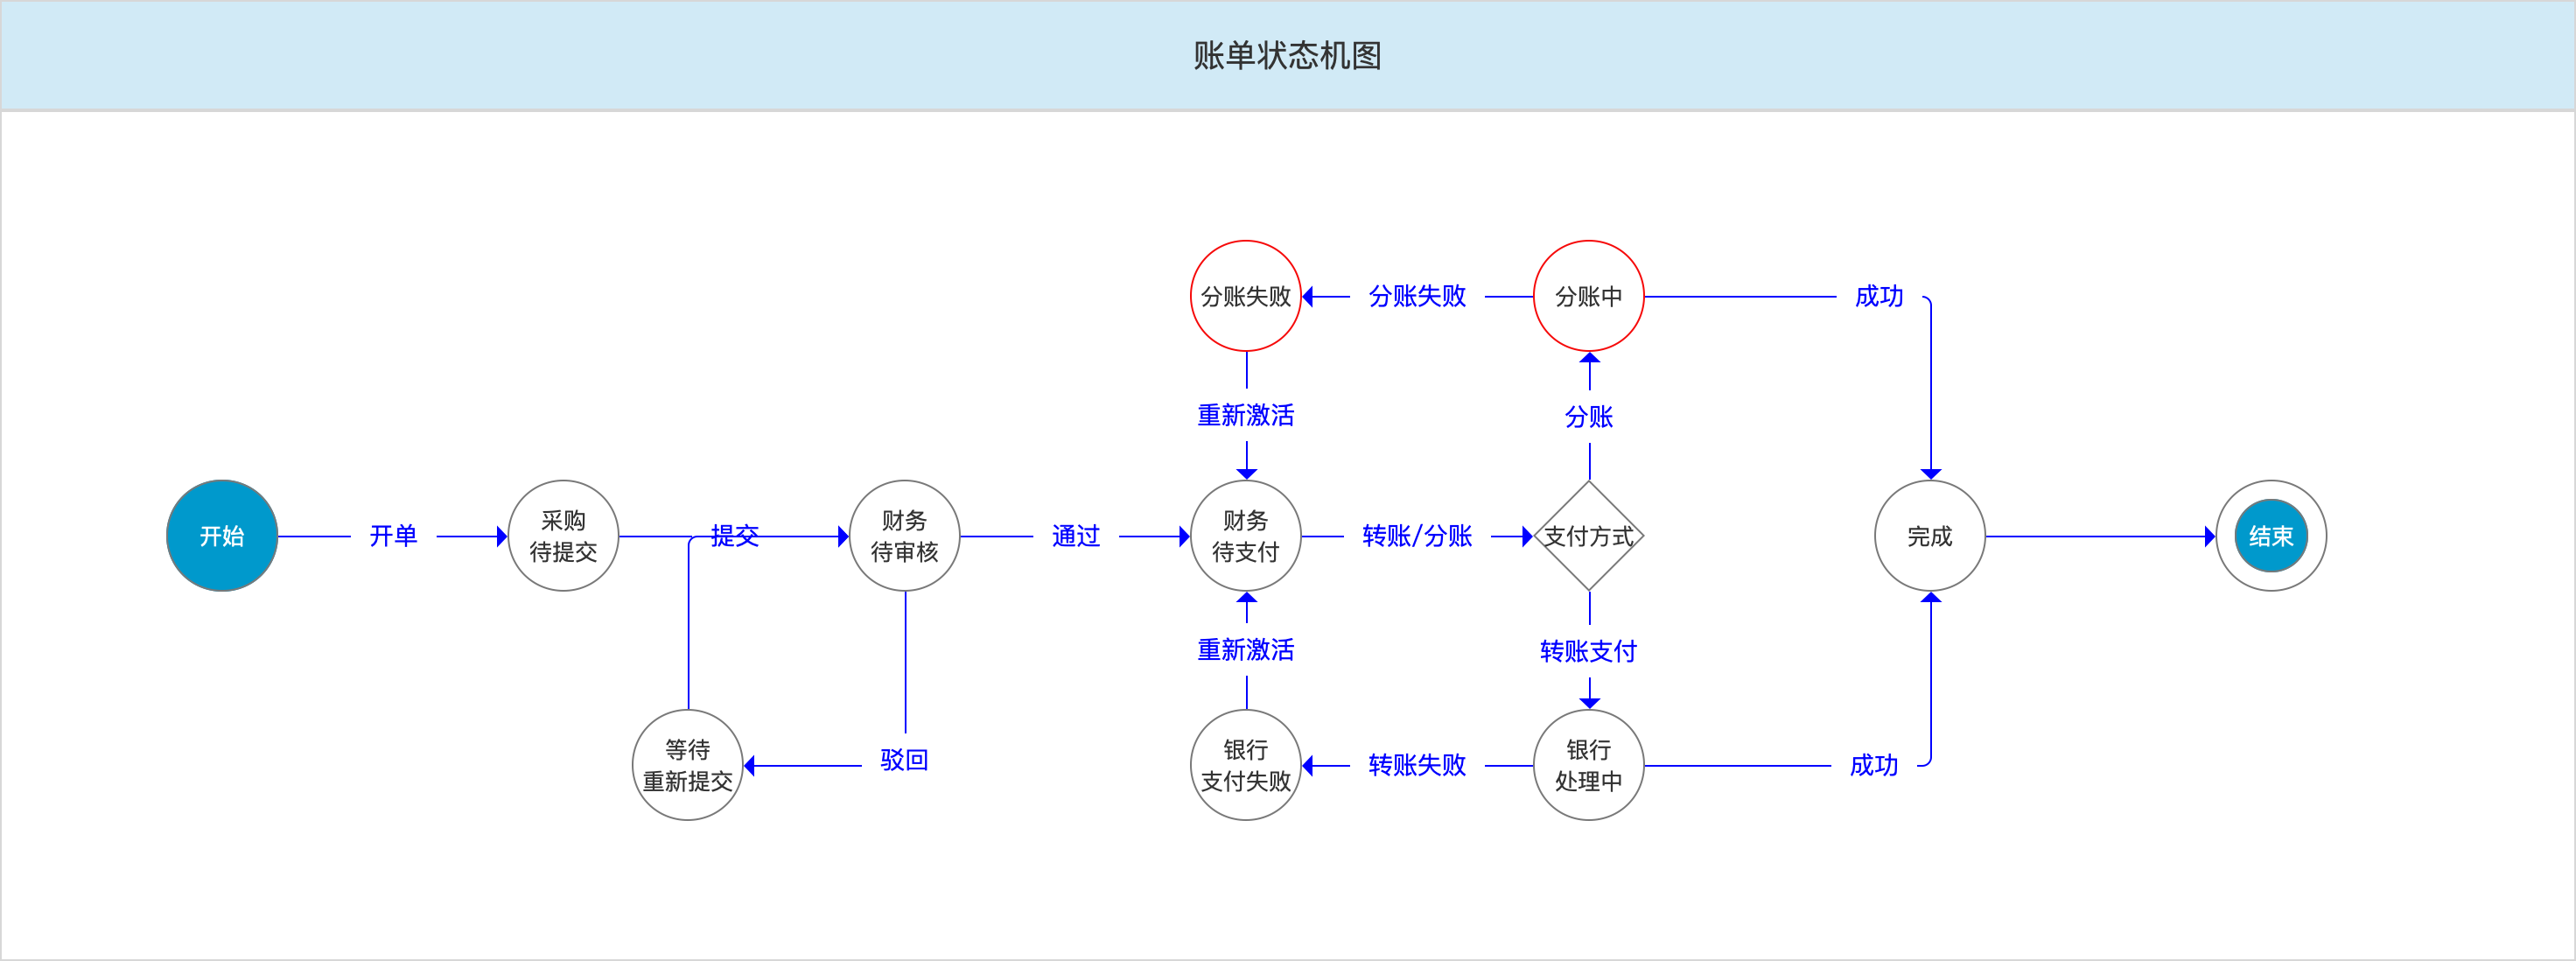 账单状态机图
分账失败
分账失败
分账中
成功
重新激活
分账
开始
开单
采购
待提交
提交
财务
待审核
通过
财务
待支付
转账/分账
支付方式
完成
结束
重新激活
转账支付
等待
重新提交
驳回
银行
支付失败
转账失败
银行
处理中
成功